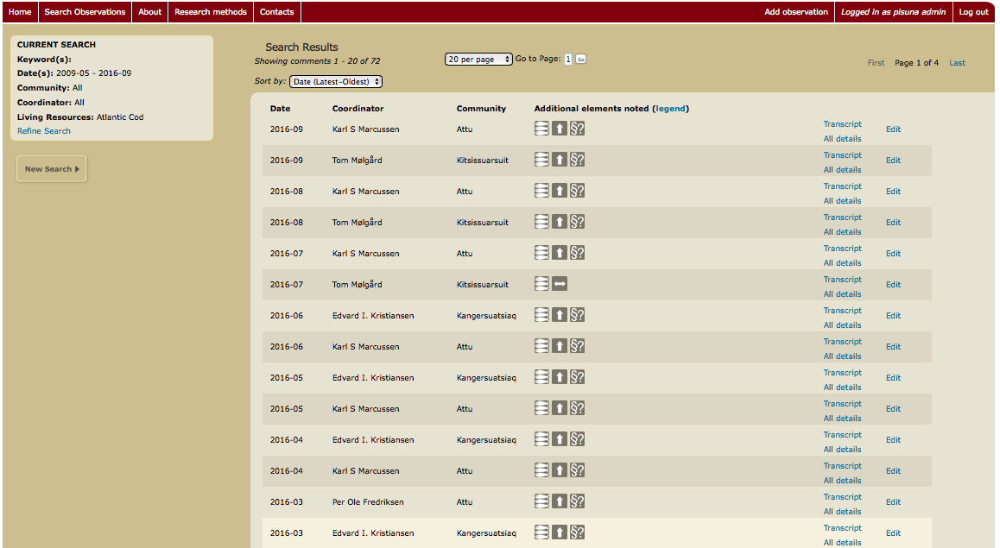 Home Search Observations About Research methods Contacts Add observation Logged in as pisuna admin Log out
CURRENT SEARCH
Keyword(s):
Date(s): 2009-05 - 2016-09
Community: All
Coordinator: All
Living Resources: Atlantic Cod
Refine Search
New Search
Search Results
Showing comments 1 - 20 of 72
20 per page Go to Page: 1 Go
First Page 1 of 4 Last
Sort by: Date (Latest-Oldest)
Date Coordinator Community Additional elements noted (legend)
2016-09 Karl S Marcussen Attu §? Transcript Edit
All details
2016-09 Tom Mølgård Kitsissuarsuit §? Transcript Edit
All details
2016-08 Karl S Marcussen Attu §? Transcript Edit
All details
2016-08 Tom Mølgård Kitsissuarsuit §? Transcript Edit
All details
2016-07 Karl S Marcussen Attu §? Transcript Edit
All details
2016-07 Tom Mølgård Kitsissuarsuit Transcript Edit
All details
2016-06 Edvard I. Kristiansen Kangersuatsiaq §? Transcript Edit
All details
2016-06 Karl S Marcussen Attu §? Transcript Edit
All details
2016-05 Edvard I. Kristiansen Kangersuatsiaq §? Transcript Edit
All details
2016-05 Karl S Marcussen Attu §? Transcript Edit
All details
2016-04 Edvard I. Kristiansen Kangersuatsiaq §? Transcript Edit
All details
2016-04 Karl S Marcussen Attu §? Transcript Edit
All details
2016-03 Per Ole Fredriksen Attu §? Transcript Edit
All details
2016-03 Edvard I. Kristiansen Kangersuatsiaq §? Transcript Edit
All details